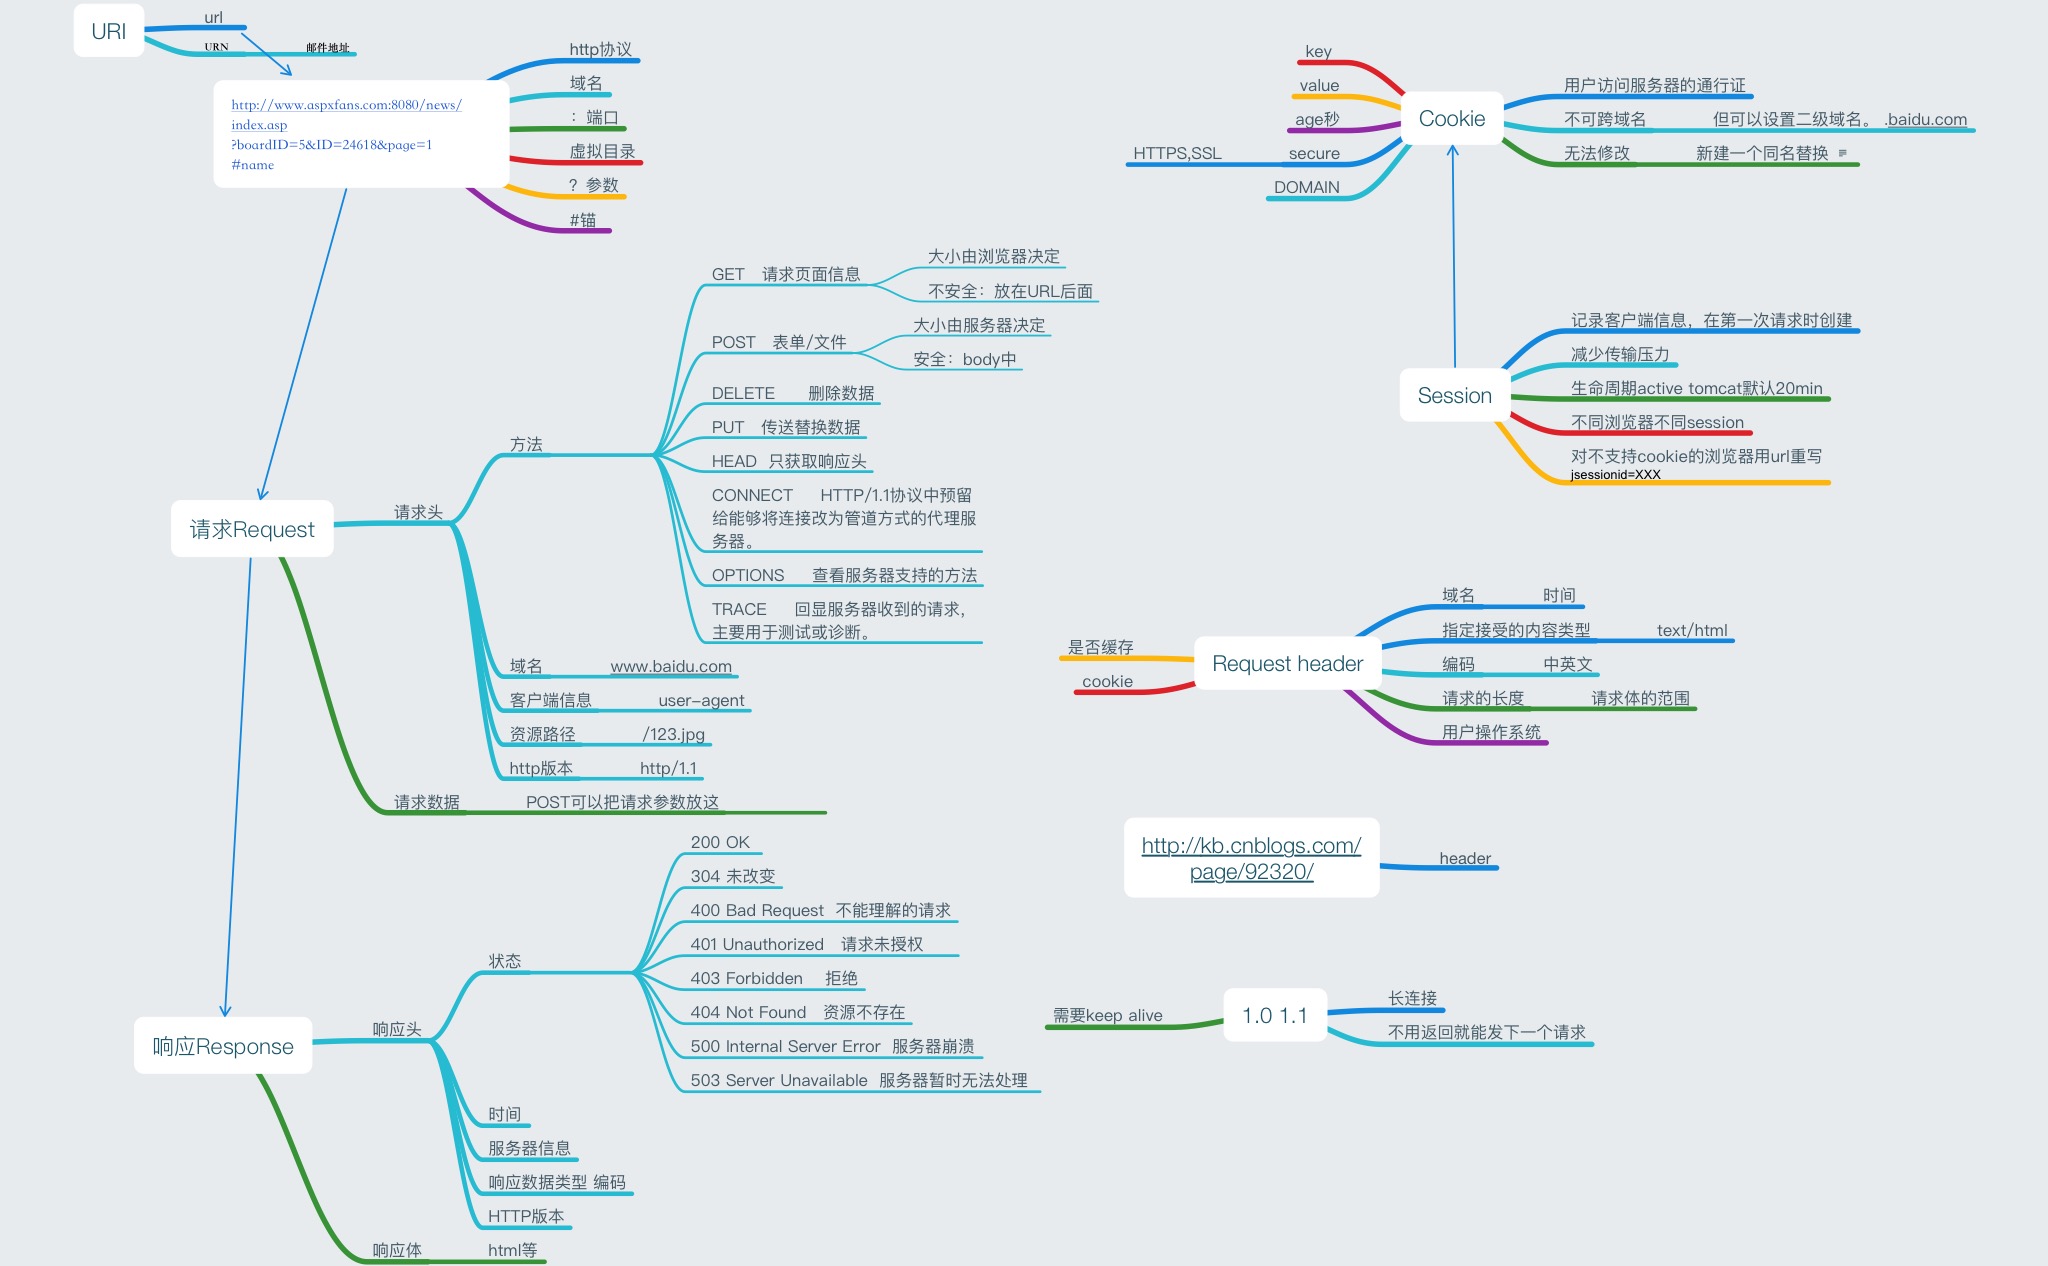 URI
url
URN 邮件地址
http://www.aspxfans.com:8080/news/
index.asp
?boardID=5&ID=24618&page=1
#name
http协议
域名
：端口
虚拟目录
？参数
#锚
请求Request
请求头
方法
GET 请求页面信息
大小由浏览器决定
不安全：放在URL后面
POST 表单/文件
大小由服务器决定
安全：body中
DELETE 删除数据
PUT 传送替换数据
HEAD 只获取响应头
CONNECT HTTP/1.1协议中预留
给能够将连接改为管道方式的代理服
务器。
OPTIONS 查看服务器支持的方法
TRACE 回显服务器收到的请求，
主要用于测试或诊断。
域名 www.baidu.com
客户端信息 user-agent
资源路径 /123.jpg
http版本 http/1.1
请求数据 POST可以把请求参数放这
响应Response
响应头
状态
200 OK
304 未改变
400 Bad Request 不能理解的请求
401 Unauthorized 请求未授权
403 Forbidden 拒绝
404 Not Found 资源不存在
500 Internal Server Error 服务器崩溃
503 Server Unavailable 服务器暂时无法处理
时间
服务器信息
响应数据类型 编码
HTTP版本
响应体 html等
Cookie
key
value
age秒
HTTPS,SSL secure
DOMAIN
用户访问服务器的通行证
不可跨域名 但可以设置二级域名。 .baidu.com
无法修改 新建一个同名替换
Session
记录客户端信息，在第一次请求时创建
减少传输压力
生命周期active tomcat默认20min
不同浏览器不同session
对不支持cookie的浏览器用url重写
jsessionid=XXX
Request header
是否缓存
cookie
域名 时间
指定接受的内容类型 text/html
编码 中英文
请求的长度 请求体的范围
用户操作系统
http://kb.cnblogs.com/
page/92320/
header
1.0 1.1
需要keep alive
长连接
不用返回就能发下一个请求